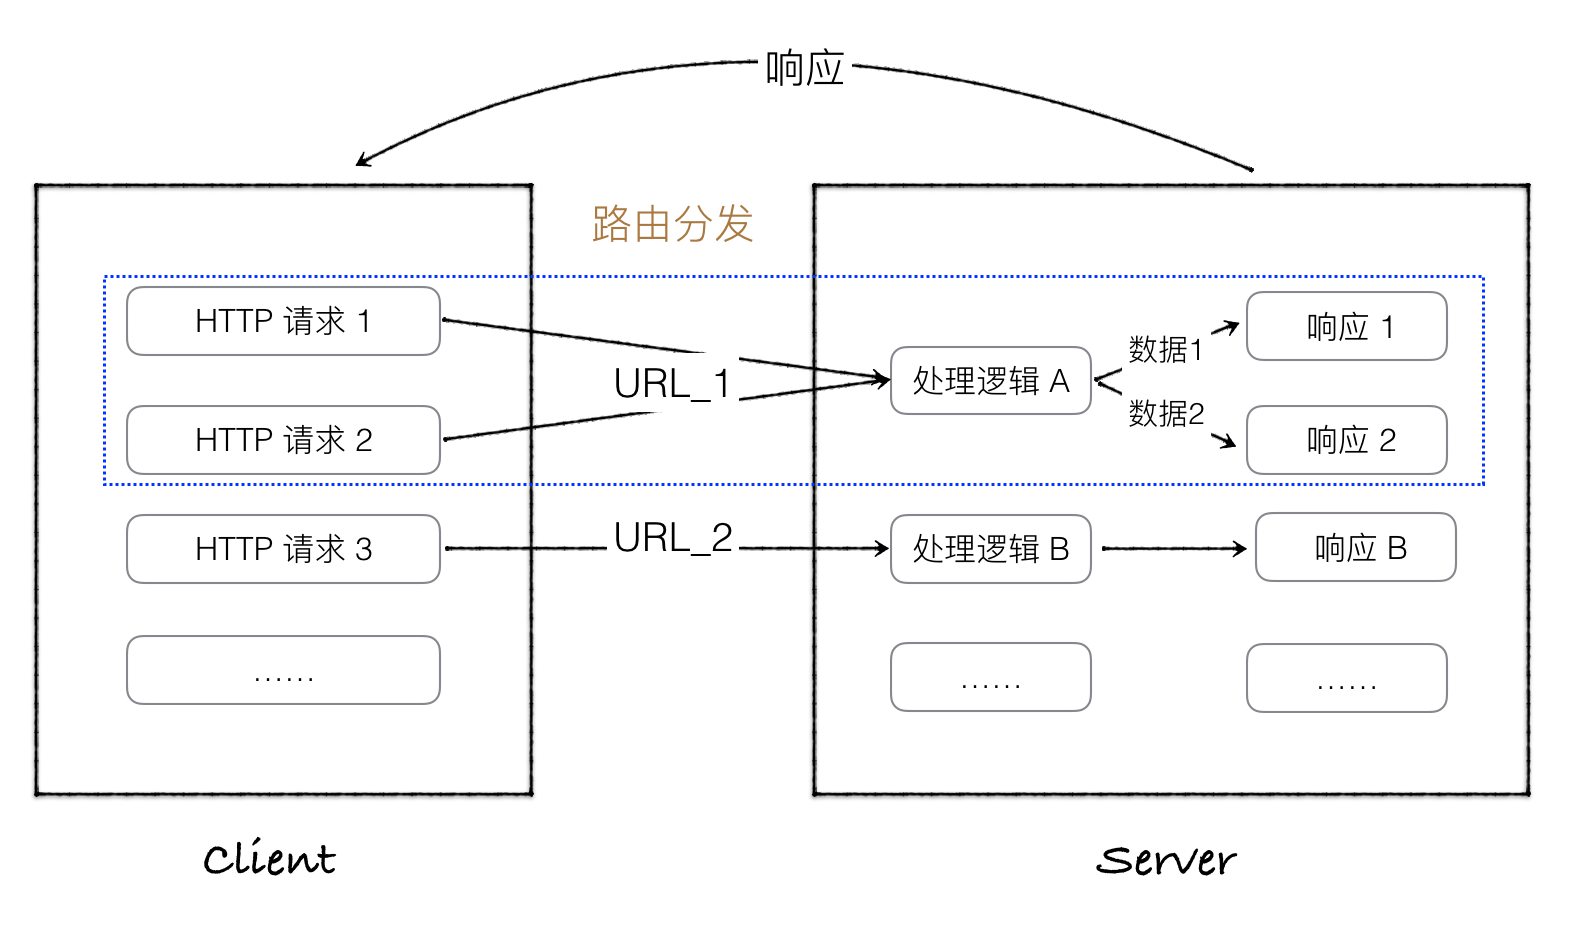 响应
路由分发
HTTP 请求 1
URL_1
处理逻辑 A
数据1
响应 1
HTTP 请求 2
数据2
响应 2
HTTP 请求 3
URL_2
处理逻辑 B
响应 B
......
......
......
Client
Server